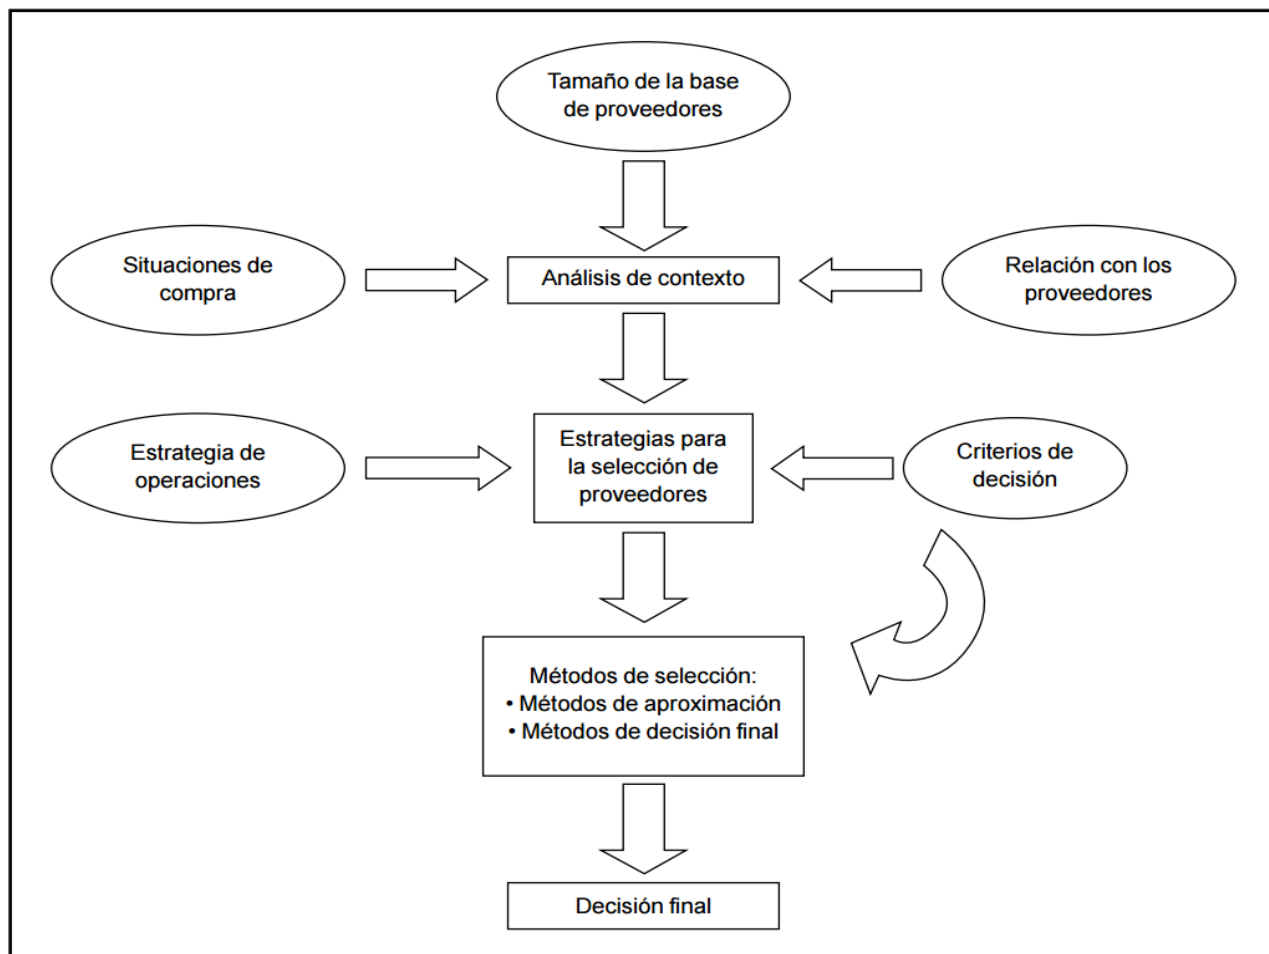 Tamaño de la base
de proveedores
Situaciones de
compra
Análisis de contexto
Relación con los
proveedores
Estrategia de
operaciones
Estrategias para
la selección de
proveedores
Criterios de
decisión
Métodos de selección:
• Métodos de aproximación
• Métodos de decisión final
Decisión final